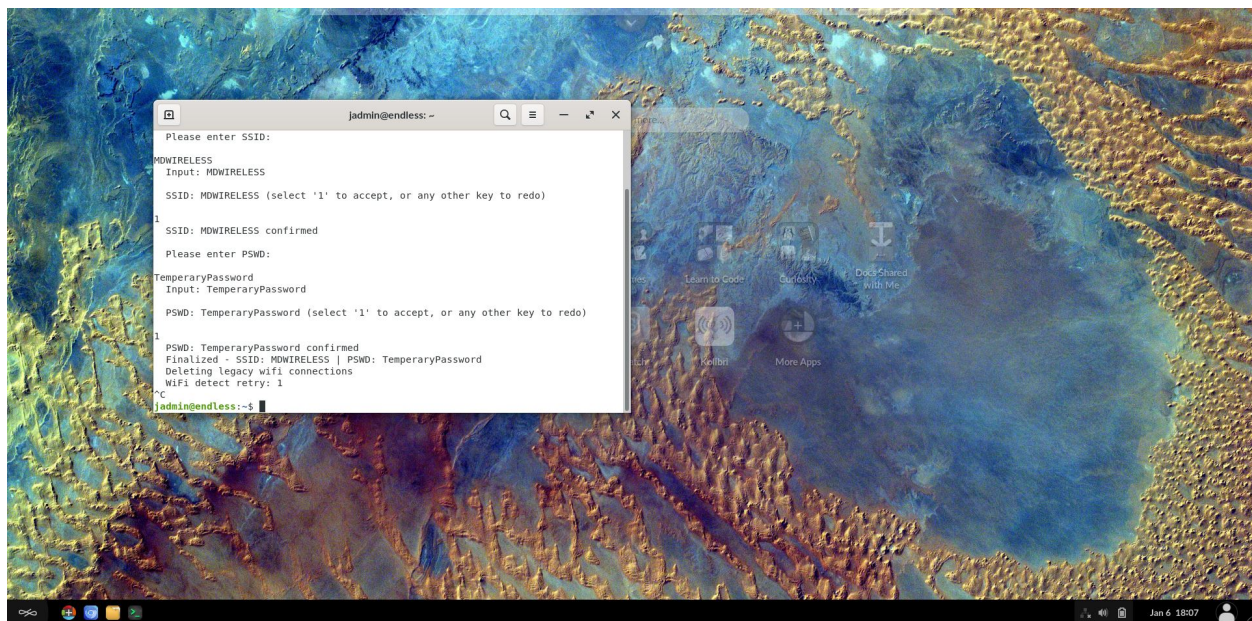 jadmin@endless: ~
Please enter SSID:
MDWIRELESS
Input: MDWIRELESS
SSID: MDWIRELESS (select '1' to accept, or any other key to redo)
1
SSID: MDWIRELESS confirmed
Please enter PSWD:
TemperaryPassword
Input: TemperaryPassword
PSWD: TemperaryPassword (select '1' to accept, or any other key to redo)
1
PSWD: TemperaryPassword confirmed
Finalized - SSID: MDWIRELESS | PSWD: TemperaryPassword
Deleting legacy wifi connections
WiFi detect retry: 1
^C
jadmin@endless:~$
more...
Learn to Code
Curiosity
Docs Shared
with Me
Kolibri
More Apps
Jan 6 18:07